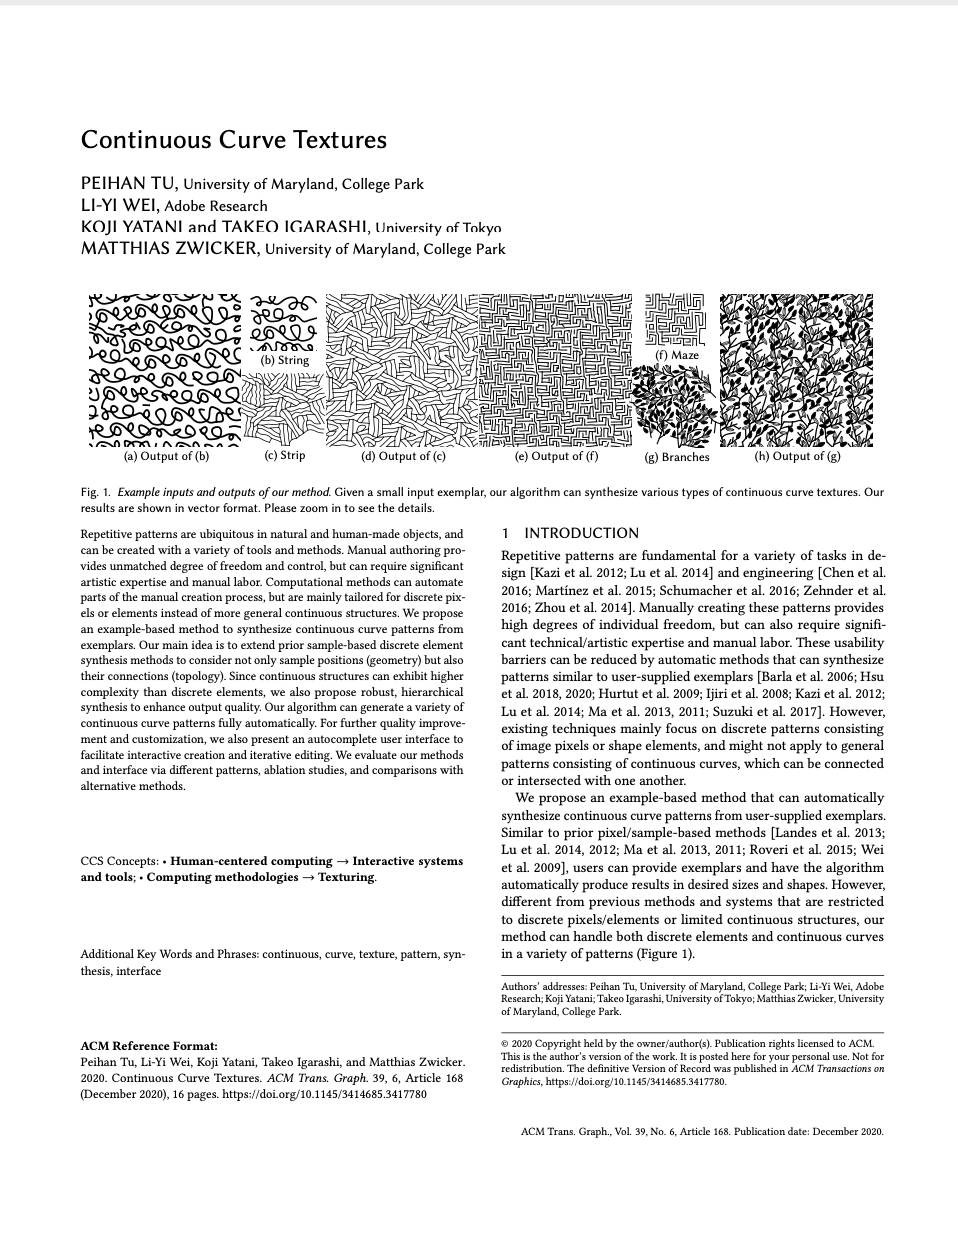 Continuous Curve Textures
PEIHAN TU, University of Maryland, College Park
LI-YI WEI, Adobe Research
KOJI YATANI and TAKEO IGARASHI, University of Tokyo
MATTHIAS ZWICKER, University of Maryland, College Park
(b) String
(f) Maze
(a) Output of (b)
(c) Strip
(d) Output of (c)
(e) Output of (f)
(g) Branches
(h) Output of (g)
Fig. 1. Example inputs and outputs of our method. Given a small input exemplar, our algorithm can synthesize various types of continuous curve textures. Our
results are shown in vector format. Please zoom in to see the details.
Repetitive patterns are ubiquitous in natural and human-made objects, and
can be created with a variety of tools and methods. Manual authoring pro-
vides unmatched degree of freedom and control, but can require significant
artistic expertise and manual labor. Computational methods can automate
parts of the manual creation process, but are mainly tailored for discrete pix-
els or elements instead of more general continuous structures. We propose
an example-based method to synthesize continuous curve patterns from
exemplars. Our main idea is to extend prior sample-based discrete element
synthesis methods to consider not only sample positions (geometry) but also
their connections (topology). Since continuous structures can exhibit higher
complexity than discrete elements, we also propose robust, hierarchical
synthesis to enhance output quality. Our algorithm can generate a variety of
continuous curve patterns fully automatically. For further quality improve-
ment and customization, we also present an autocomplete user interface to
facilitate interactive creation and iterative editing. We evaluate our methods
and interface via different patterns, ablation studies, and comparisons with
alternative methods.
CCS Concepts: • Human-centered computing → Interactive systems
and tools; • Computing methodologies → Texturing.
Additional Key Words and Phrases: continuous, curve, texture, pattern, syn-
thesis, interface
ACM Reference Format:
Peihan Tu, Li-Yi Wei, Koji Yatani, Takeo Igarashi, and Matthias Zwicker.
2020. Continuous Curve Textures. ACM Trans. Graph. 39, 6, Article 168
(December 2020), 16 pages. https://doi.org/10.1145/3414685.3417780
1 INTRODUCTION
Repetitive patterns are fundamental for a variety of tasks in de-
sign [Kazi et al. 2012; Lu et al. 2014] and engineering [Chen et al.
2016; Martínez et al. 2015; Schumacher et al. 2016; Zehnder et al.
2016; Zhou et al. 2014]. Manually creating these patterns provides
high degrees of individual freedom, but can also require signifi-
cant technical/artistic expertise and manual labor. These usability
barriers can be reduced by automatic methods that can synthesize
patterns similar to user-supplied exemplars [Barla et al. 2006; Hsu
et al. 2018, 2020; Hurtut et al. 2009; Ijiri et al. 2008; Kazi et al. 2012;
Lu et al. 2014; Ma et al. 2013, 2011; Suzuki et al. 2017]. However,
existing techniques mainly focus on discrete patterns consisting
of image pixels or shape elements, and might not apply to general
patterns consisting of continuous curves, which can be connected
or intersected with one another.
We propose an example-based method that can automatically
synthesize continuous curve patterns from user-supplied exemplars.
Similar to prior pixel/sample-based methods [Landes et al. 2013;
Lu et al. 2014, 2012; Ma et al. 2013, 2011; Roveri et al. 2015; Wei
et al. 2009], users can provide exemplars and have the algorithm
automatically produce results in desired sizes and shapes. However,
different from previous methods and systems that are restricted
to discrete pixels/elements or limited continuous structures, our
method can handle both discrete elements and continuous curves
in a variety of patterns (Figure 1).
Authors' addresses: Peihan Tu, University of Maryland, College Park; Li-Yi Wei, Adobe
Research; Koji Yatani; Takeo Igarashi, University of Tokyo; Matthias Zwicker, University
of Maryland, College Park.
© 2020 Copyright held by the owner/author(s). Publication rights licensed to ACM.
This is the author's version of the work. It is posted here for your personal use. Not for
redistribution. The definitive Version of Record was published in ACM Transactions on
Graphics, https://doi.org/10.1145/3414685.3417780.
ACM Trans. Graph., Vol. 39, No. 6, Article 168. Publication date: December 2020.